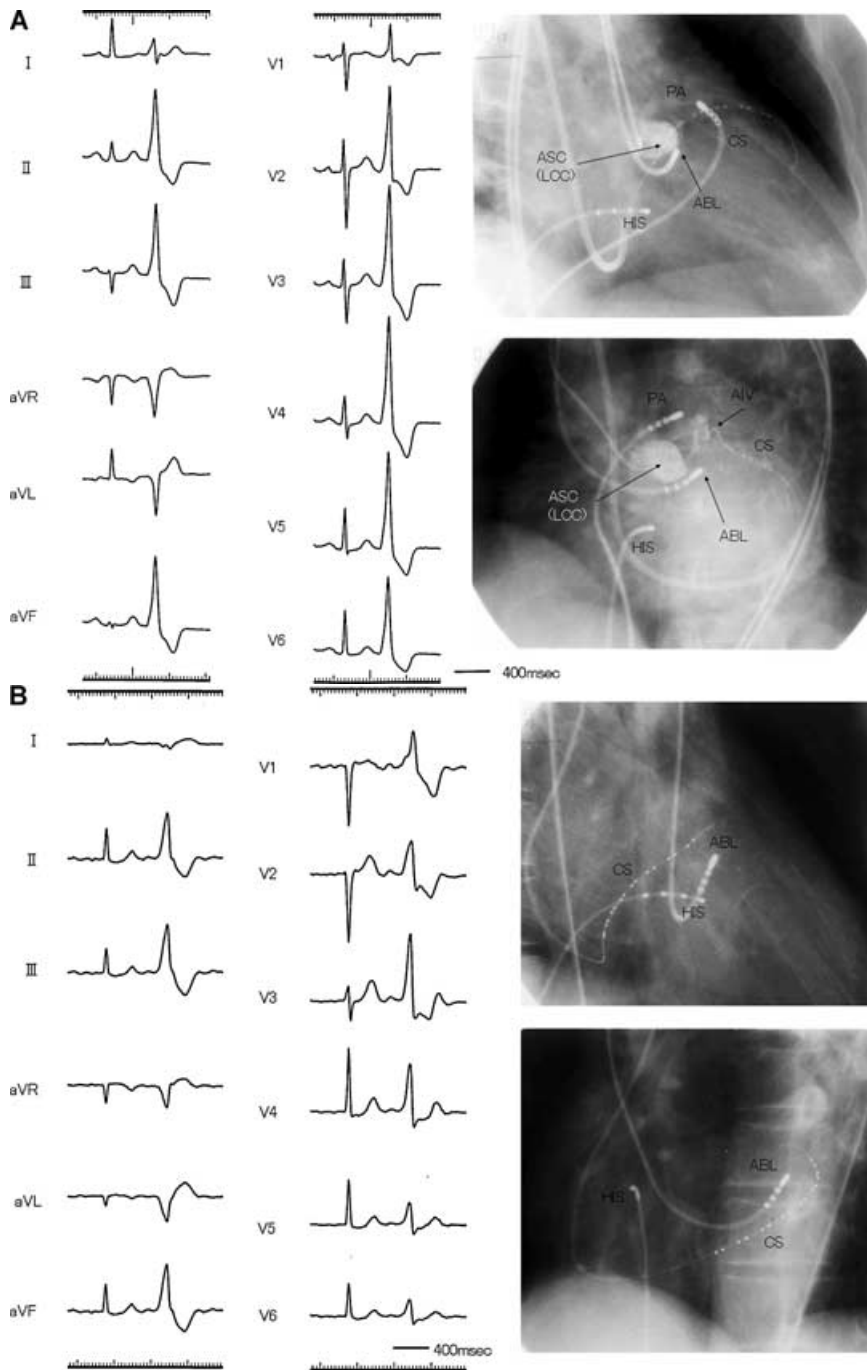 A
I
II
III
aVR
aVL
aVF
V1
V2
V3
V4
V5
V6
PA
CS
ASC
(LCC)
ABL
HIS
PA
AIV
CS
ASC
(LCC)
ABL
HIS
400msec
B
I
II
III
aVR
aVL
aVF
V1
V2
V3
V4
V5
V6
400msec
ABL
CS
HIS
ABL
HIS
CS